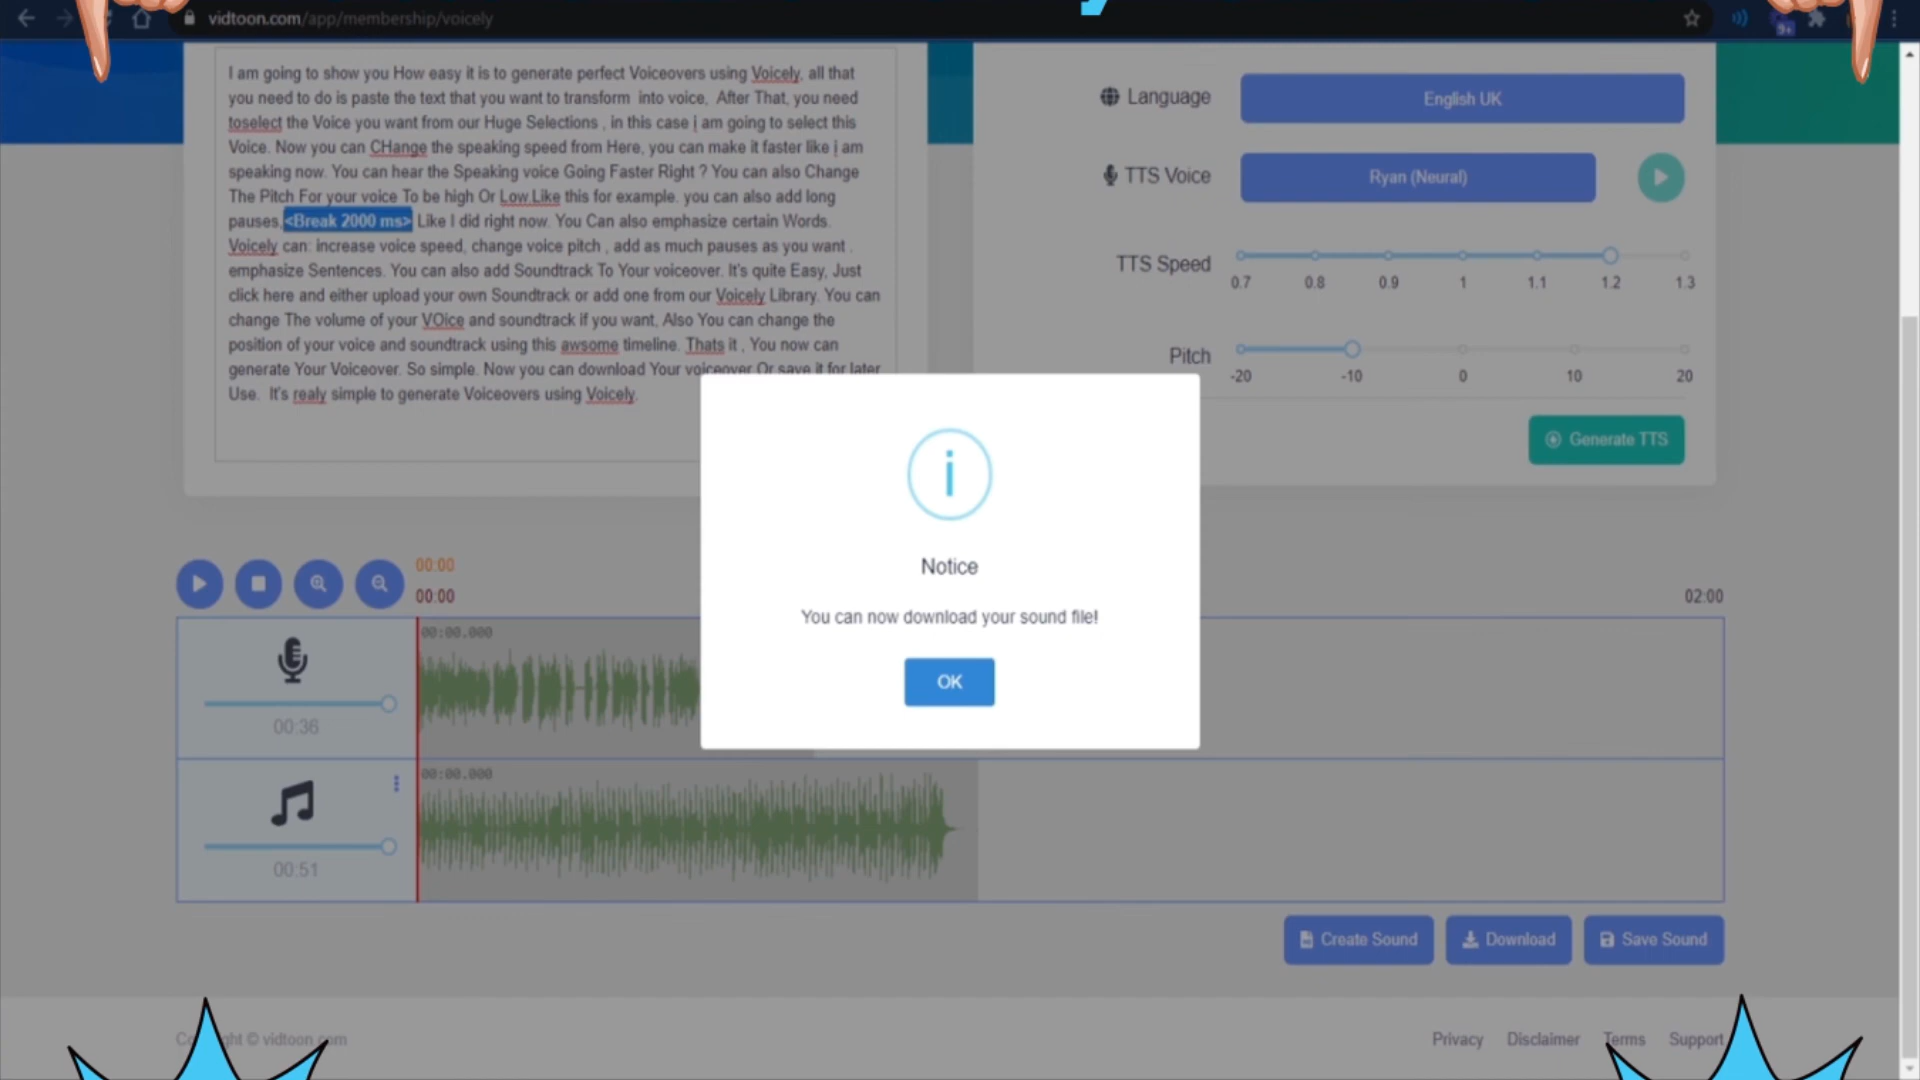 vidtoon.com/app/membership/voicely
9+
I am going to show you How easy it is to generate perfect Voiceovers using Voicely, all that
you need to do is paste the text that you want to transform into voice, After That, you need
toselect the Voice you want from our Huge Selections , in this case i am going to select this
Voice. Now you can CHange the speaking speed from Here, you can make it faster like i am
speaking now. You can hear the Speaking voice Going Faster Right ? You can also Change
The Pitch For your voice To be high Or Low.Like this for example. you can also add long
pauses,<Break 2000 ms> Like I did right now. You Can also emphasize certain Words.
Voicely can: increase voice speed, change voice pitch , add as much pauses as you want .
emphasize Sentences. You can also add Soundtrack To Your voiceover. It's quite Easy, Just
click here and either upload your own Soundtrack or add one from our Voicely Library. You can
change The volume of your VOice and soundtrack if you want, Also You can change the
position of your voice and soundtrack using this awsome timeline. Thats it , You now can
generate Your Voiceover. So simple. Now you can download Your voiceover Or save it for later
Use. It's realy simple to generate Voiceovers using Voicely.
Language
English UK
TTS Voice
Ryan (Neural)
TTS Speed
0.7 0.8 0.9 1 1.1 1.2 1.3
Pitch
-20 -10 0 10 20
Generate TTS
Notice
You can now download your sound file!
OK
00:00
00:00
02:00
00:00.000
00:36
00:00.000
00:51
Create Sound
Download
Save Sound
© vidtoon.com
Privacy Disclaimer Terms Support